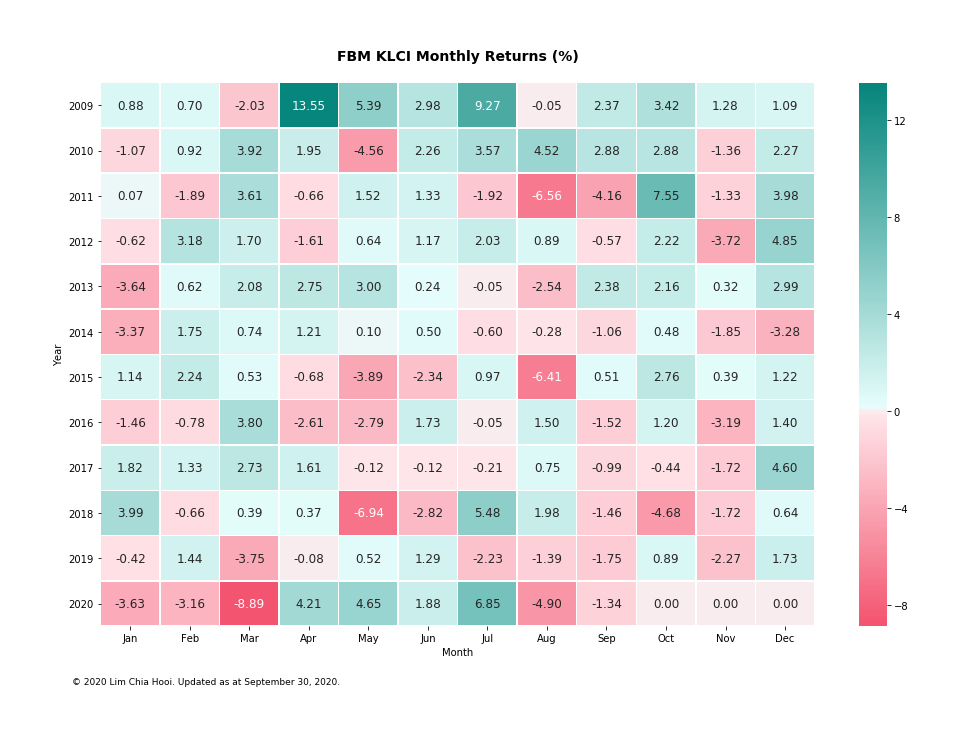 FBM KLCI Monthly Returns (%)
2009 0.88 0.70 -2.03 13.55 5.39 2.98 9.27 -0.05 2.37 3.42 1.28 1.09
2010 -1.07 0.92 3.92 1.95 -4.56 2.26 3.57 4.52 2.88 2.88 -1.36 2.27
2011 0.07 -1.89 3.61 -0.66 1.52 1.33 -1.92 -6.56 -4.16 7.55 -1.33 3.98
2012 -0.62 3.18 1.70 -1.61 0.64 1.17 2.03 0.89 -0.57 2.22 -3.72 4.85
2013 -3.64 0.62 2.08 2.75 3.00 0.24 -0.05 -2.54 2.38 2.16 0.32 2.99
2014 -3.37 1.75 0.74 1.21 0.10 0.50 -0.60 -0.28 -1.06 0.48 -1.85 -3.28
2015 1.14 2.24 0.53 -0.68 -3.89 -2.34 0.97 -6.41 0.51 2.76 0.39 1.22
2016 -1.46 -0.78 3.80 -2.61 -2.79 1.73 -0.05 1.50 -1.52 1.20 -3.19 1.40
2017 1.82 1.33 2.73 1.61 -0.12 -0.12 -0.21 0.75 -0.99 -0.44 -1.72 4.60
2018 3.99 -0.66 0.39 0.37 -6.94 -2.82 5.48 1.98 -1.46 -4.68 -1.72 0.64
2019 -0.42 1.44 -3.75 -0.08 0.52 1.29 -2.23 -1.39 -1.75 0.89 -2.27 1.73
2020 -3.63 -3.16 -8.89 4.21 4.65 1.88 6.85 -4.90 -1.34 0.00 0.00 0.00
Jan Feb Mar Apr May Jun Jul Aug Sep Oct Nov Dec
Month
Year
12
8
4
0
−4
−8
© 2020 Lim Chia Hooi. Updated as at September 30, 2020.